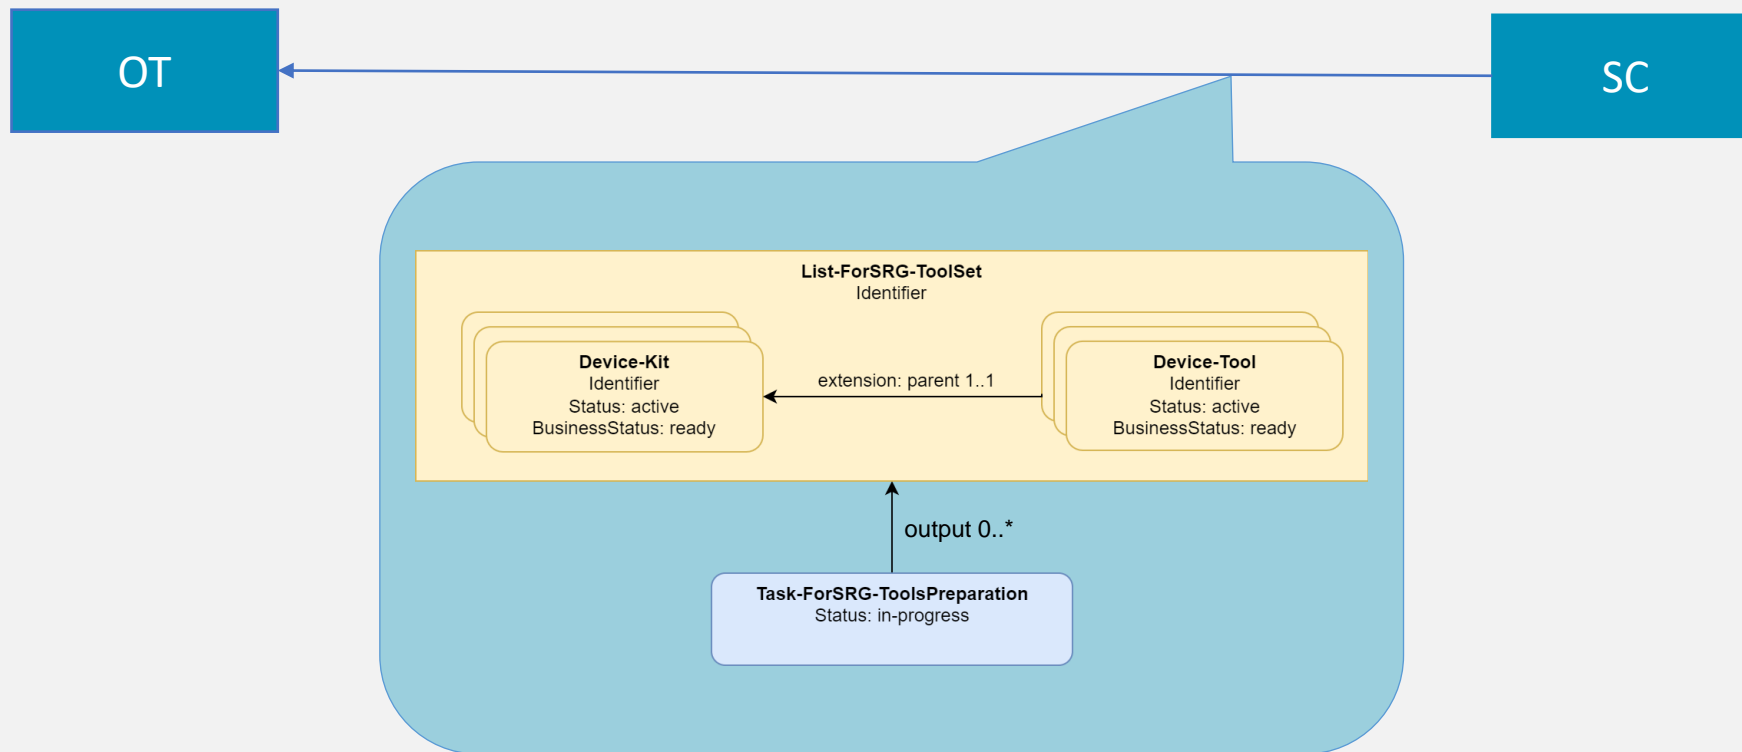 OT
SC
List-ForSRG-ToolSet
Identifier
Device-Kit
Identifier
Status: active
BusinessStatus: ready
extension: parent 1..1
Device-Tool
Identifier
Status: active
BusinessStatus: ready
output 0..*
Task-ForSRG-ToolsPreparation
Status: in-progress